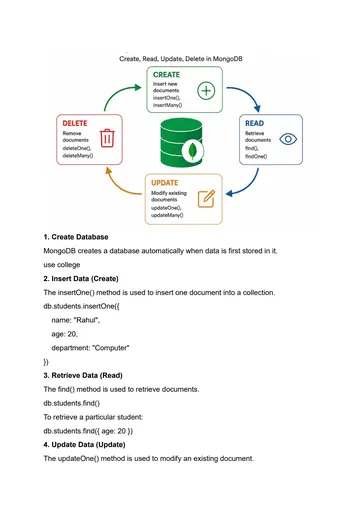 Create, Read, Update, Delete in MongoDB
CREATE
Insert new
documents
insertOne(),
insertMany()
DELETE
Remove
documents
deleteOne(),
deleteMany()
READ
Retrieve
documents
find(),
findOne()
UPDATE
Modify existing
documents
updateOne(),
updateMany()
1. Create Database
MongoDB creates a database automatically when data is first stored in it.
use college
2. Insert Data (Create)
The insertOne() method is used to insert one document into a collection.
db.students.insertOne({
name: "Rahul",
age: 20,
department: "Computer"
})
3. Retrieve Data (Read)
The find() method is used to retrieve documents.
db.students.find()
To retrieve a particular student:
db.students.find({ age: 20 })
4. Update Data (Update)
The updateOne() method is used to modify an existing document.